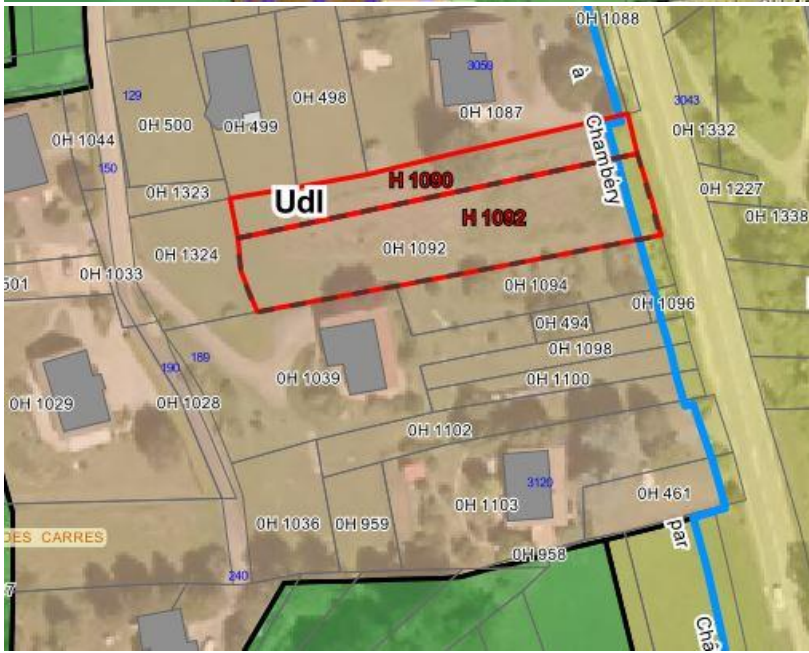 0H 1088
à
3059
129
0H 498
3043
0H 500
0H 499
0H 1087
0H 1044
Chambéry
0H 1332
150
H 1090
0H 1323
Udl
0H 1227
H 1092
0H 1338
0H 1324
0H 1092
0H 1033
501
0H 1094
0H 1096
0H 494
189
0H 1098
190
0H 1039
0H 1100
0H 1029
0H 1028
0H 1102
3120
0H 461
0H 1103
0H 1036
0H 959
par
DES CARRES
0H 958
240
7
Châ